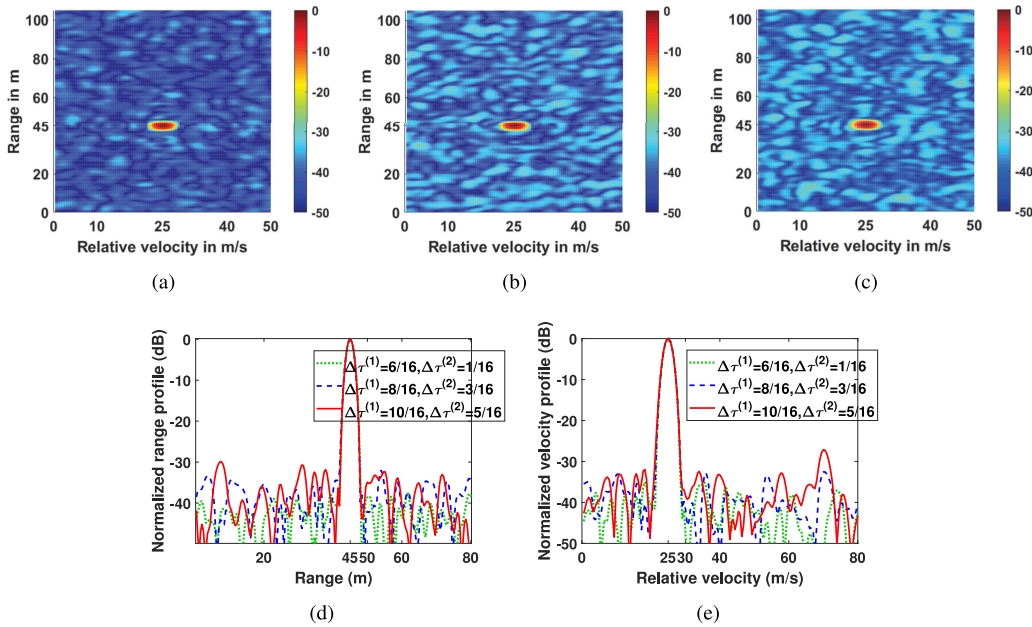 100
80
60
45
20
0
0 10 25 40 50
Range in m
Relative velocity in m/s
0
-10
-20
-30
-40
-50
(a)
100
80
60
45
20
0
0 10 25 40 50
Range in m
Relative velocity in m/s
0
-10
-20
-30
-40
-50
(b)
100
80
60
45
20
0
0 10 25 40 50
Range in m
Relative velocity in m/s
0
-10
-20
-30
-40
-50
(c)
Normalized range profile (dB)
0
-10
-20
-30
-40
Δτ(1)=6/16,Δτ(2)=1/16
Δτ(1)=8/16,Δτ(2)=3/16
Δτ(1)=10/16,Δτ(2)=5/16
20 4550 60 80
Range (m)
(d)
Normalized velocity profile (dB)
0
-10
-20
-30
-40
-50
Δτ(1)=6/16,Δτ(2)=1/16
Δτ(1)=8/16,Δτ(2)=3/16
Δτ(1)=10/16,Δτ(2)=5/16
0 2530 40 60 80
Relative velocity (m/s)
(e)